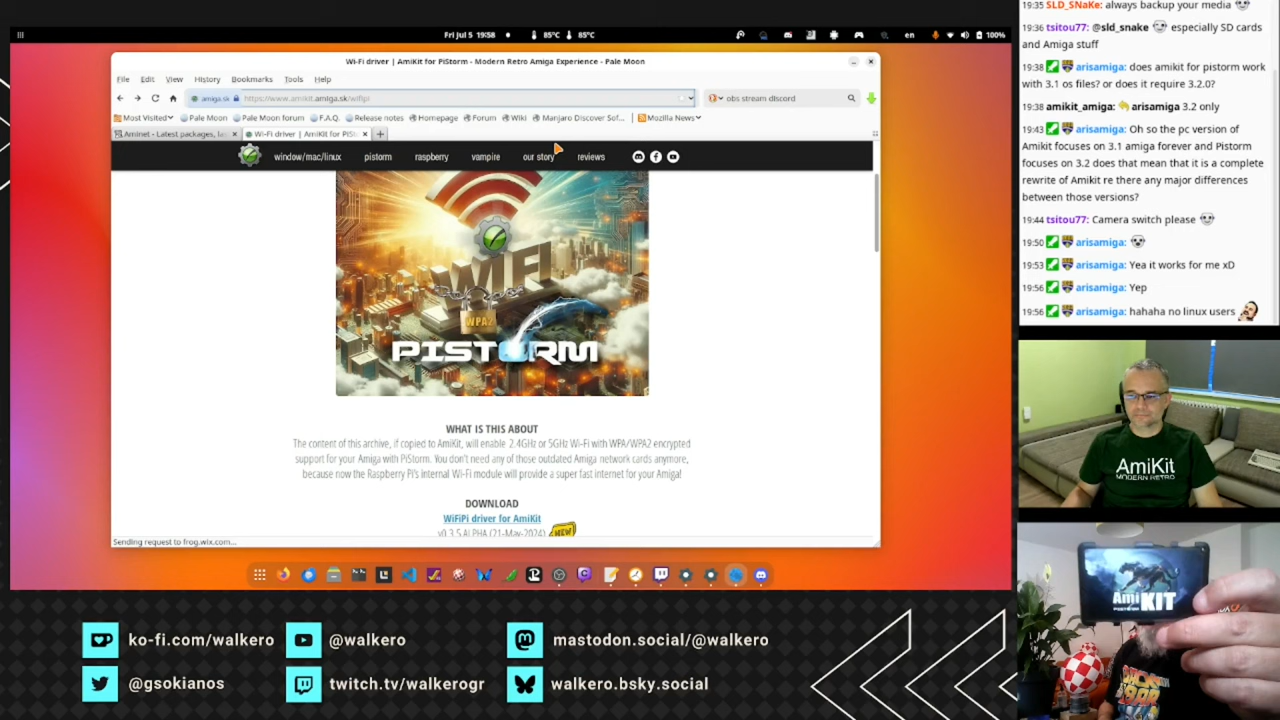 Fri Jul 5 19:58
85°C
85°C
en
100%
Wi-Fi driver | AmiKit for PiStorm - Modern Retro Amiga Experience - Pale Moon
File Edit View History Bookmarks Tools Help
amiga.sk https://www.amikit.amiga.sk/wifipi
obs stream discord
Most Visited Pale Moon Pale Moon forum F.A.Q. Release notes Homepage Forum Wiki Manjaro Discover Sof... Mozilla News
Aminet - Latest packages, la
Wi-Fi driver | AmiKit for PiSt
window/mac/linux pistorm raspberry vampire our story reviews
WIFI
WPA2
PISTORM
WHAT IS THIS ABOUT
The content of this archive, if copied to AmiKit, will enable 2.4GHz or 5GHz Wi-Fi with WPA/WPA2 encrypted
support for your Amiga with PiStorm. You don't need any of those outdated Amiga network cards anymore,
because now the Raspberry Pi's internal Wi-Fi module will provide a super fast internet for your Amiga!
DOWNLOAD
WiFiPi driver for AmiKit
v0.3.5 ALPHA (21-May-2024) NEW
Sending request to frog.wix.com...
ko-fi.com/walkero
@walkero
mastodon.social/@walkero
@gsokianos
twitch.tv/walkerogr
walkero.bsky.social
19:35 SLD_SNaKe: always backup your media
19:36 tsitou77: @sld_snake especially SD cards
and Amiga stuff
19:38 arisamiga: does amikit for pistorm work
with 3.1 os files? or does it require 3.2.0?
19:38 amikit_amiga: arisamiga 3.2 only
19:43 arisamiga: Oh so the pc version of
Amikit focuses on 3.1 amiga forever and Pistorm
focuses on 3.2 does that mean that it is a complete
rewrite of Amikit re there any major differences
between those versions?
19:44 tsitou77: Camera switch please
19:50 arisamiga:
19:53 arisamiga: Yea it works for me xD
19:56 arisamiga: Yep
19:56 arisamiga: hahaha no linux users
AmiKit
MODERN RETRO
AmiKIT